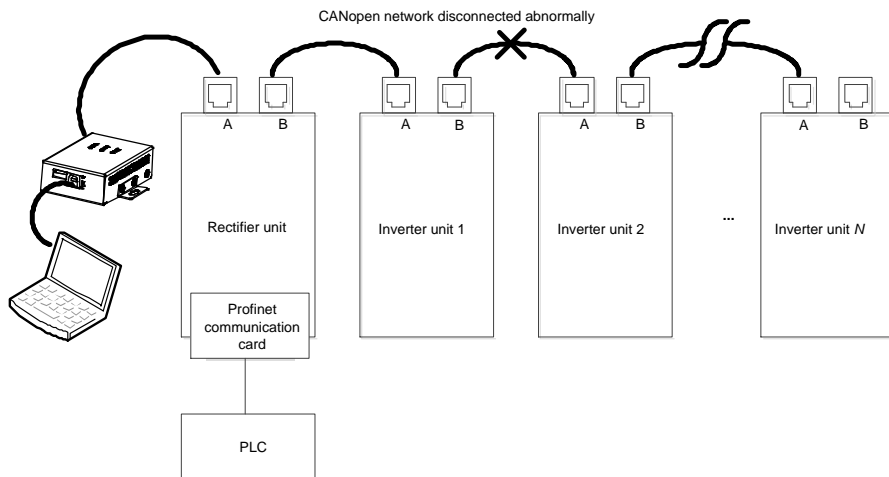 CANopen network disconnected abnormally
A
B
A
B
A
B
A
B
Rectifier unit
Inverter unit 1
Inverter unit 2
...
Inverter unit N
Profinet
communication
card
PLC